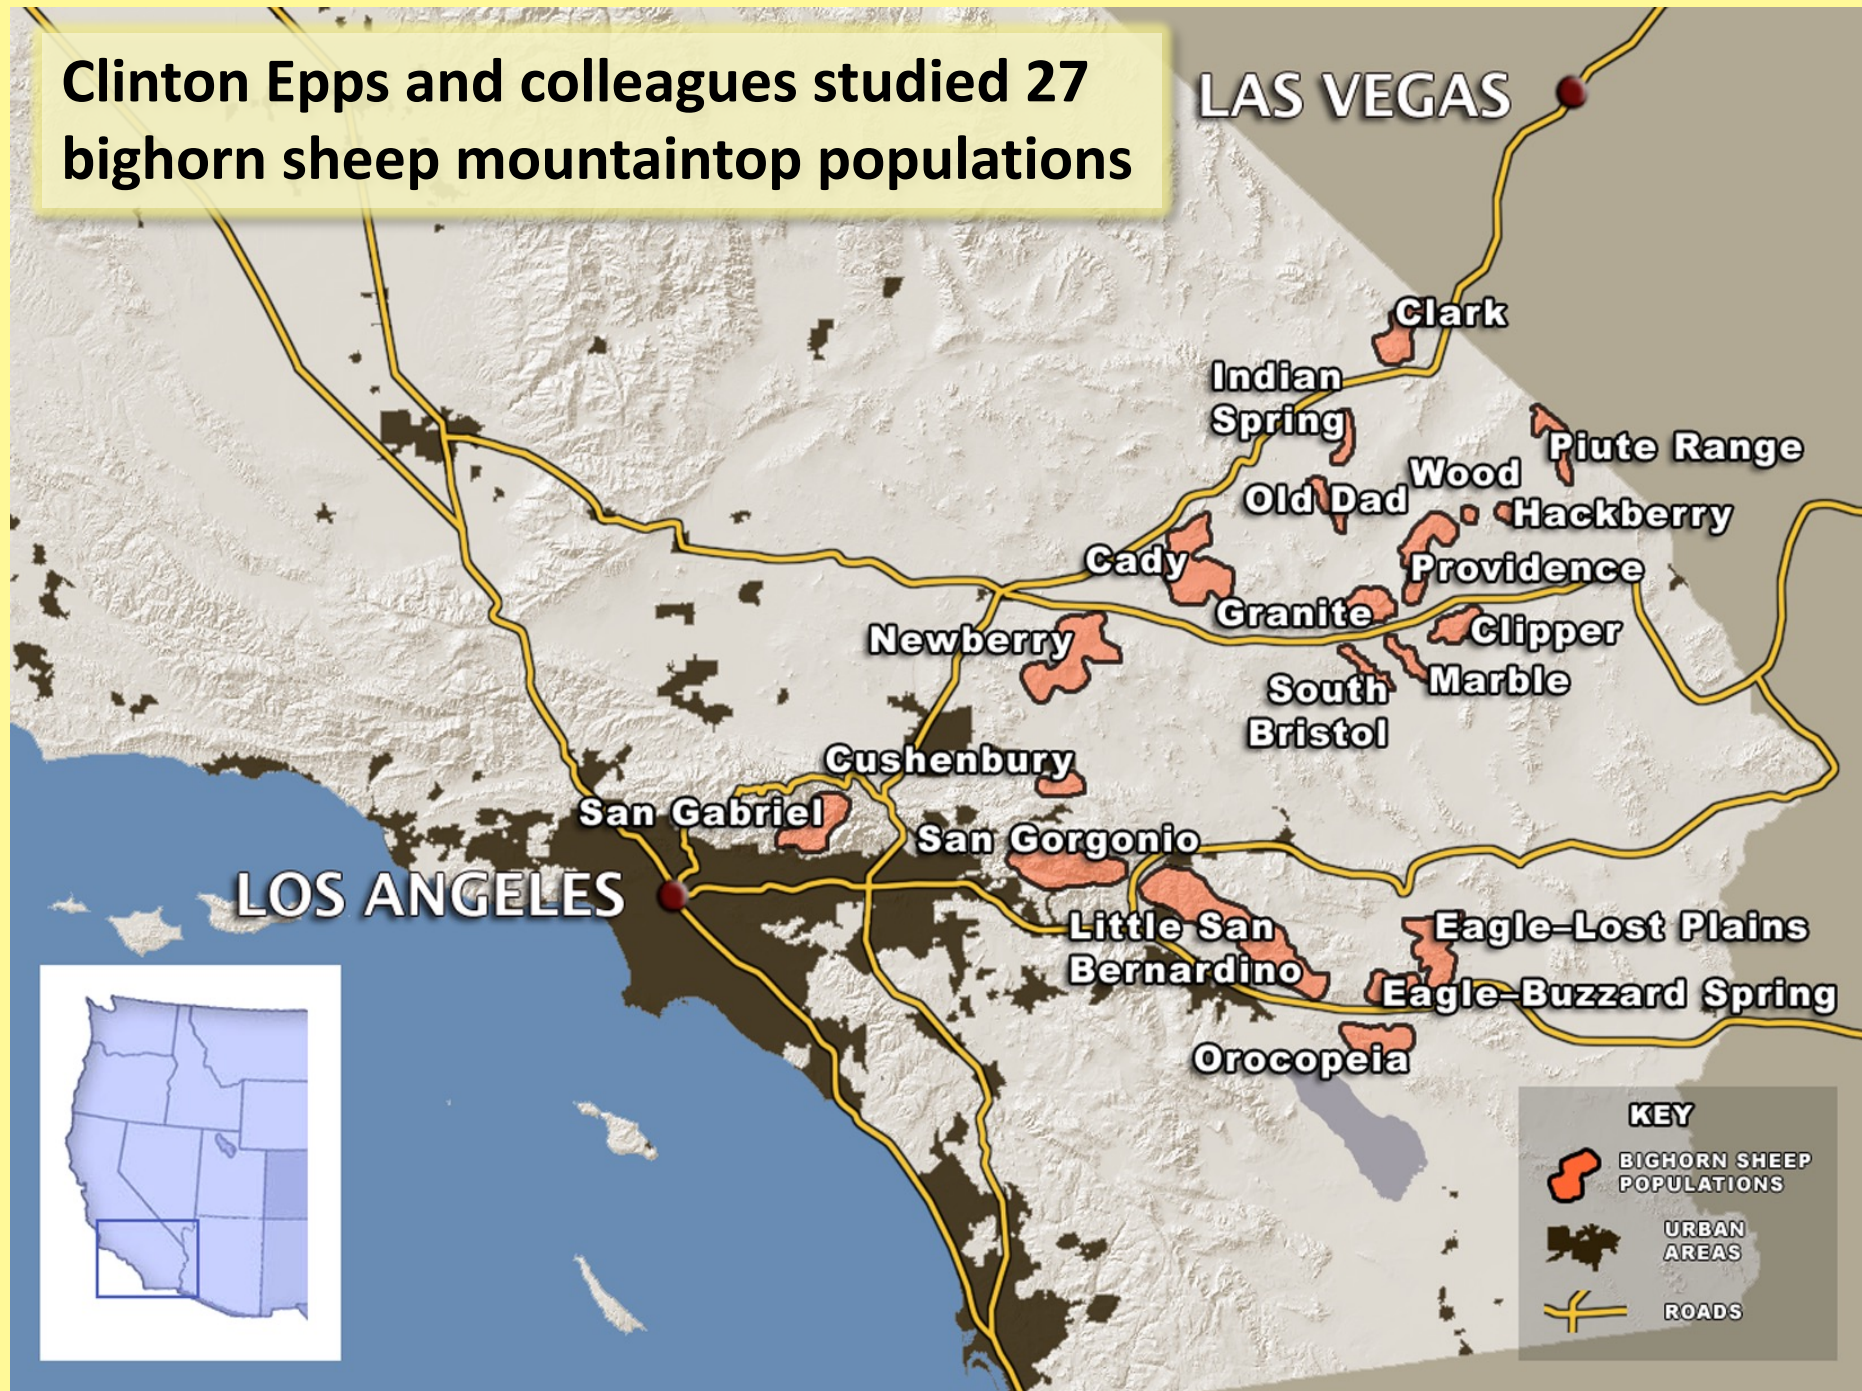 Clinton Epps and colleagues studied 27
bighorn sheep mountaintop populations
LAS VEGAS
Clark
Indian
Spring
Piute Range
Wood
Old Dad
Hackberry
Cady
Providence
Granite
Clipper
Newberry
Marble
South
Bristol
Cushenbury
San Gabriel
San Gorgonio
LOS ANGELES
Little San
Bernardino
Eagle–Lost Plains
Eagle–Buzzard Spring
Orocopeia
KEY
BIGHORN SHEEP
POPULATIONS
URBAN
AREAS
ROADS